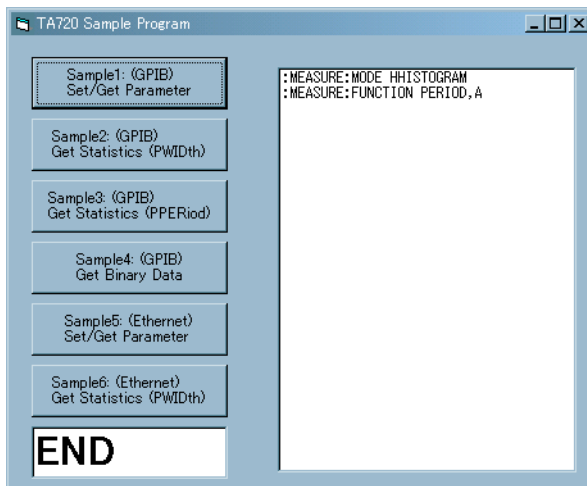 TA720 Sample Program
Sample1: (GPIB)
Set/Get Parameter
Sample2: (GPIB)
Get Statistics (PWIDth)
Sample3: (GPIB)
Get Statistics (PPERiod)
Sample4: (GPIB)
Get Binary Data
Sample5: (Ethernet)
Set/Get Parameter
Sample6: (Ethernet)
Get Statistics (PWIDth)
END
:MEASURE:MODE HHISTOGRAM
:MEASURE:FUNCTION PERIOD,A